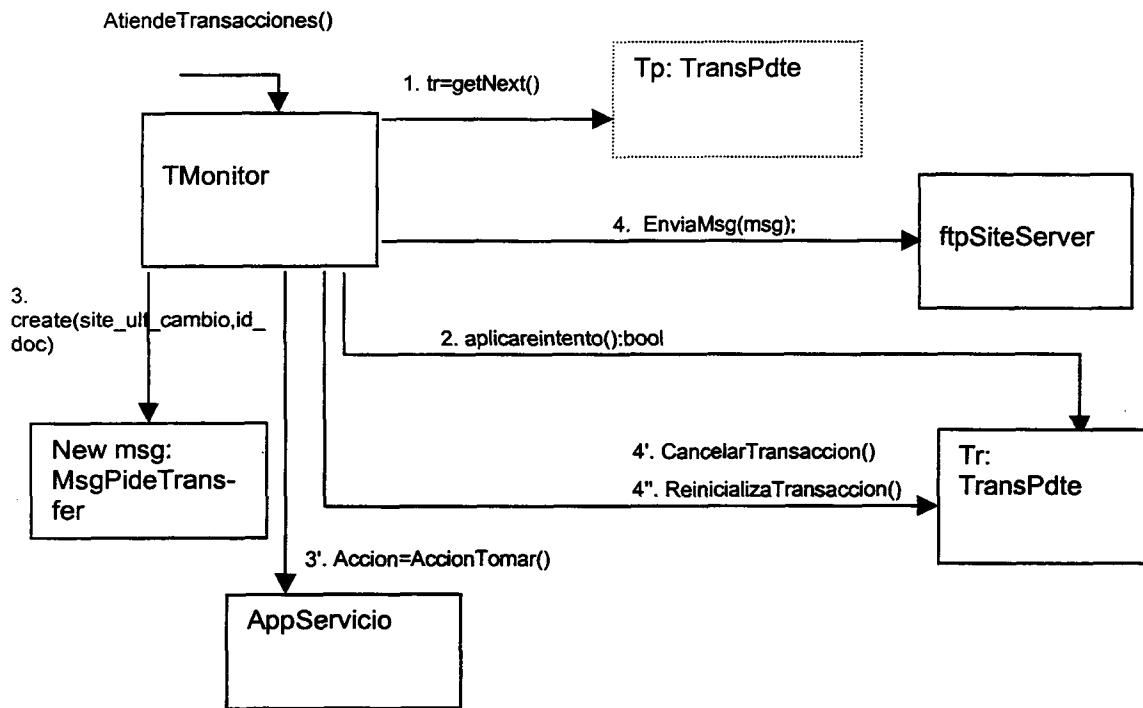 AtiendeTransacciones()
1. tr=getNext()
Tp: TransPdte
TMonitor
4. EnviaMsg(msg);
ftpSiteServer
3.
create(site_ult_cambio,id_
doc)
2. aplicareintento():bool
New msg:
MsgPideTrans-
fer
4'. CancelarTransaccion()
4". ReinicializaTransaccion()
Tr:
TransPdte
3'. Accion=AccionTomar()
AppServicio